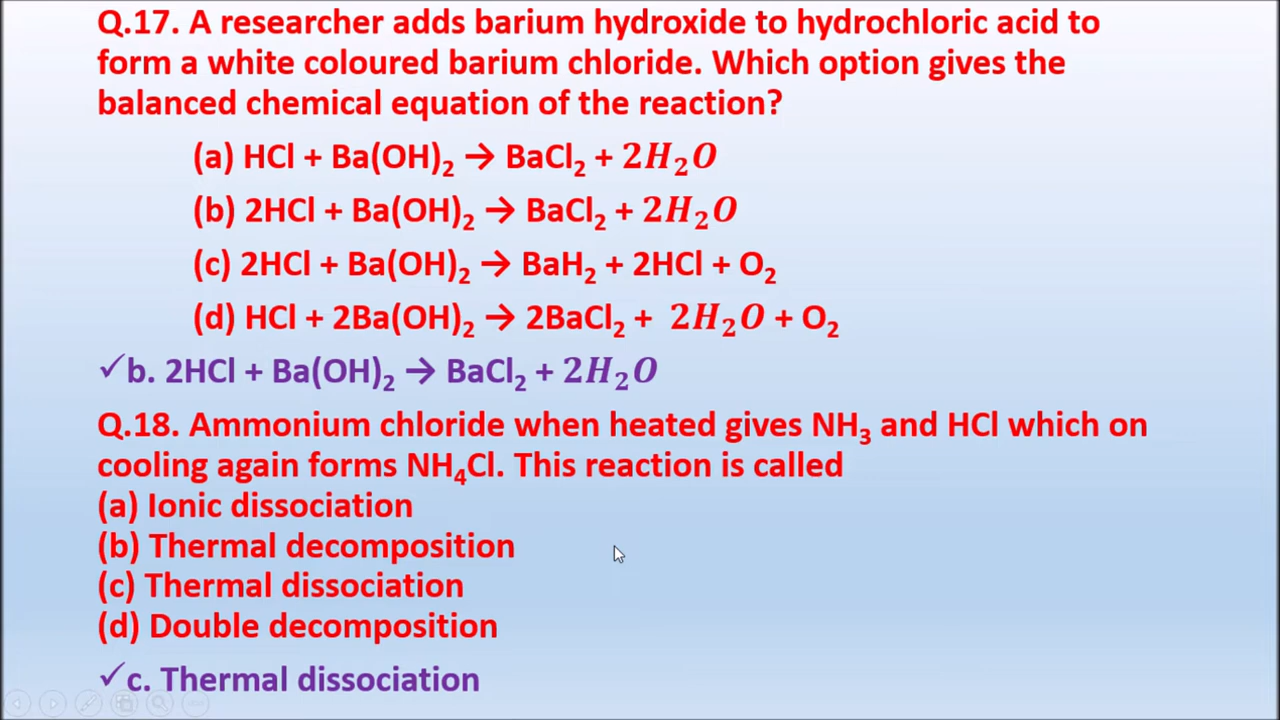 Q.17. A researcher adds barium hydroxide to hydrochloric acid to
form a white coloured barium chloride. Which option gives the
balanced chemical equation of the reaction?
(a) HCl + Ba(OH)₂ → BaCl₂ + 2H₂O
(b) 2HCl + Ba(OH)₂ → BaCl₂ + 2H₂O
(c) 2HCl + Ba(OH)₂ → BaH₂ + 2HCl + O₂
(d) HCl + 2Ba(OH)₂ → 2BaCl₂ + 2H₂O + O₂
✓b. 2HCl + Ba(OH)₂ → BaCl₂ + 2H₂O
Q.18. Ammonium chloride when heated gives NH₃ and HCl which on
cooling again forms NH₄Cl. This reaction is called
(a) Ionic dissociation
(b) Thermal decomposition
(c) Thermal dissociation
(d) Double decomposition
✓c. Thermal dissociation